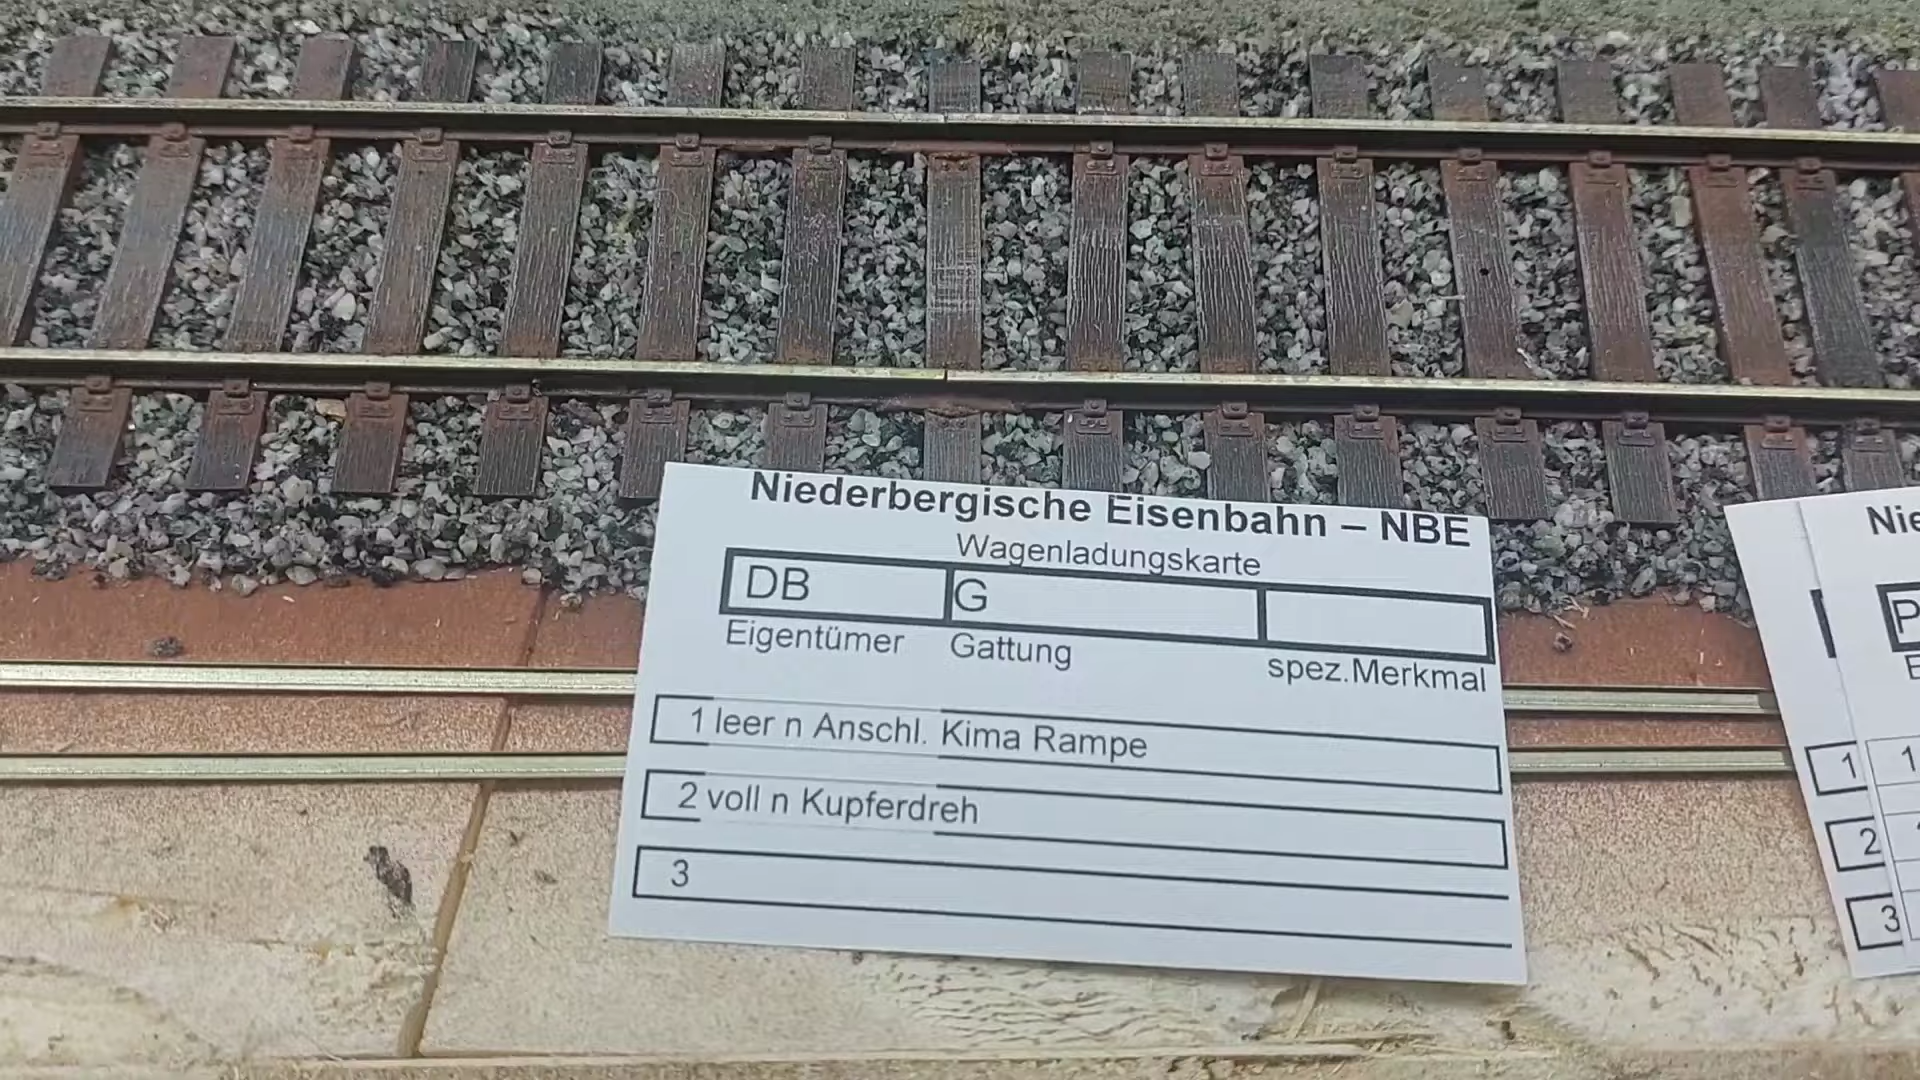 Niederbergische Eisenbahn – NBE
Wagenladungskarte
DB G
Eigentümer Gattung spez.Merkmal
1 leer n Anschl. Kima Rampe
2 voll n Kupferdreh
3
1
2
3
1